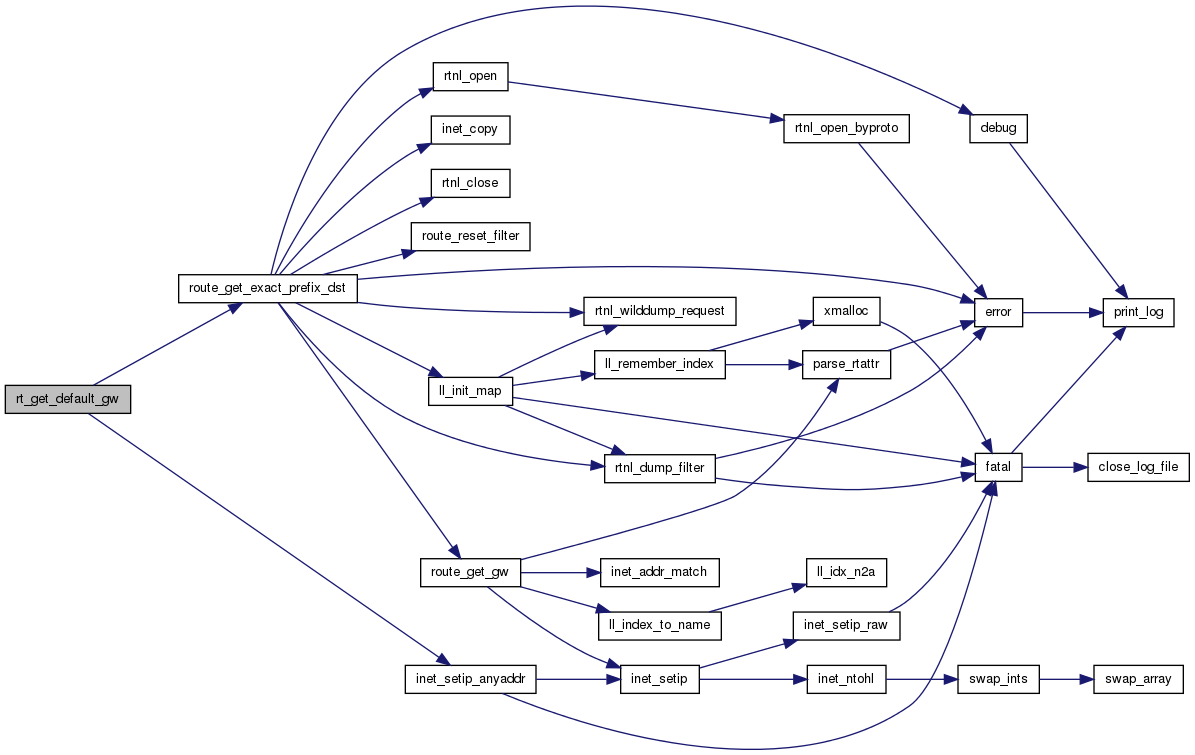 rt_get_default_gw
route_get_exact_prefix_dst
rtnl_open
inet_copy
rtnl_close
route_reset_filter
ll_init_map
route_get_gw
inet_setip_anyaddr
rtnl_wilddump_request
ll_remember_index
rtnl_dump_filter
inet_addr_match
ll_index_to_name
inet_setip
rtnl_open_byproto
xmalloc
parse_rtattr
ll_idx_n2a
inet_setip_raw
inet_ntohl
debug
error
fatal
swap_ints
print_log
close_log_file
swap_array